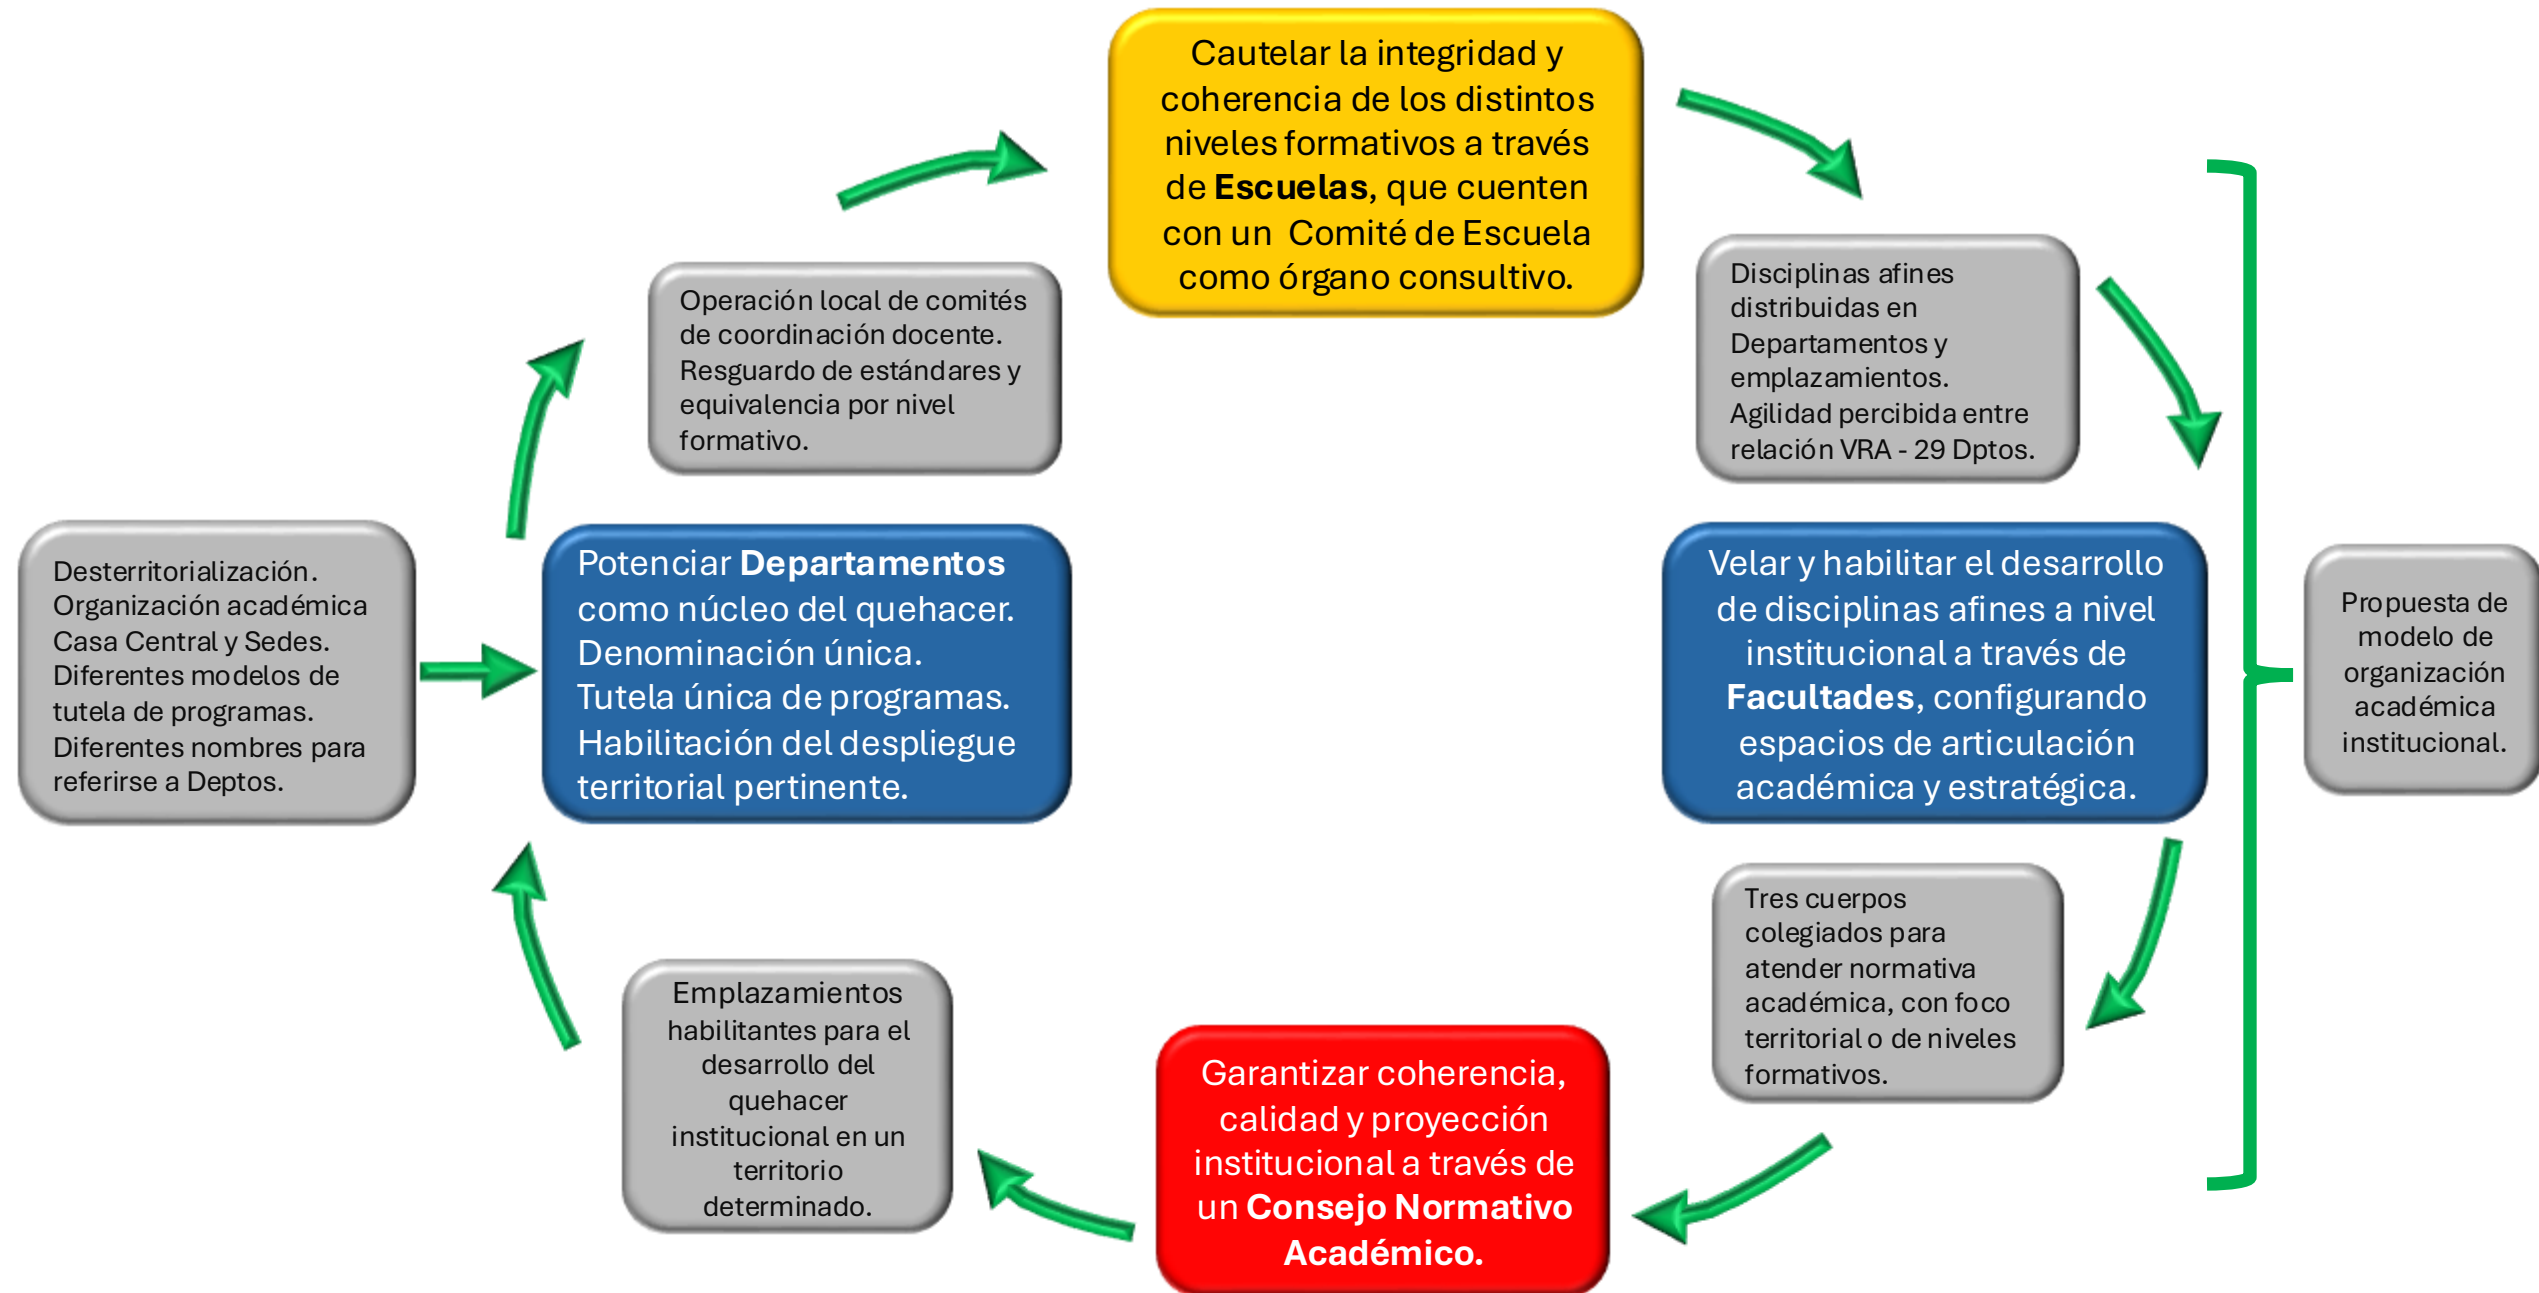 Cautelar la integridad y
coherencia de los distintos
niveles formativos a través
de Escuelas, que cuenten
con un Comité de Escuela
como órgano consultivo.
Operación local de comités
de coordinación docente.
Resguardo de estándares y
equivalencia por nivel
formativo.
Disciplinas afines
distribuidas en
Departamentos y
emplazamientos.
Agilidad percibida entre
relación VRA - 29 Dptos.
Desterritorialización.
Organización académica
Casa Central y Sedes.
Diferentes modelos de
tutela de programas.
Diferentes nombres para
referirse a Deptos.
Potenciar Departamentos
como núcleo del quehacer.
Denominación única.
Tutela única de programas.
Habilitación del despliegue
territorial pertinente.
Velar y habilitar el desarrollo
de disciplinas afines a nivel
institucional a través de
Facultades, configurando
espacios de articulación
académica y estratégica.
Propuesta de
modelo de
organización
académica
institucional.
Tres cuerpos
colegiados para
atender normativa
académica, con foco
territorial o de niveles
formativos.
Emplazamientos
habilitantes para el
desarrollo del
quehacer
institucional en un
territorio
determinado.
Garantizar coherencia,
calidad y proyección
institucional a través de
un Consejo Normativo
Académico.